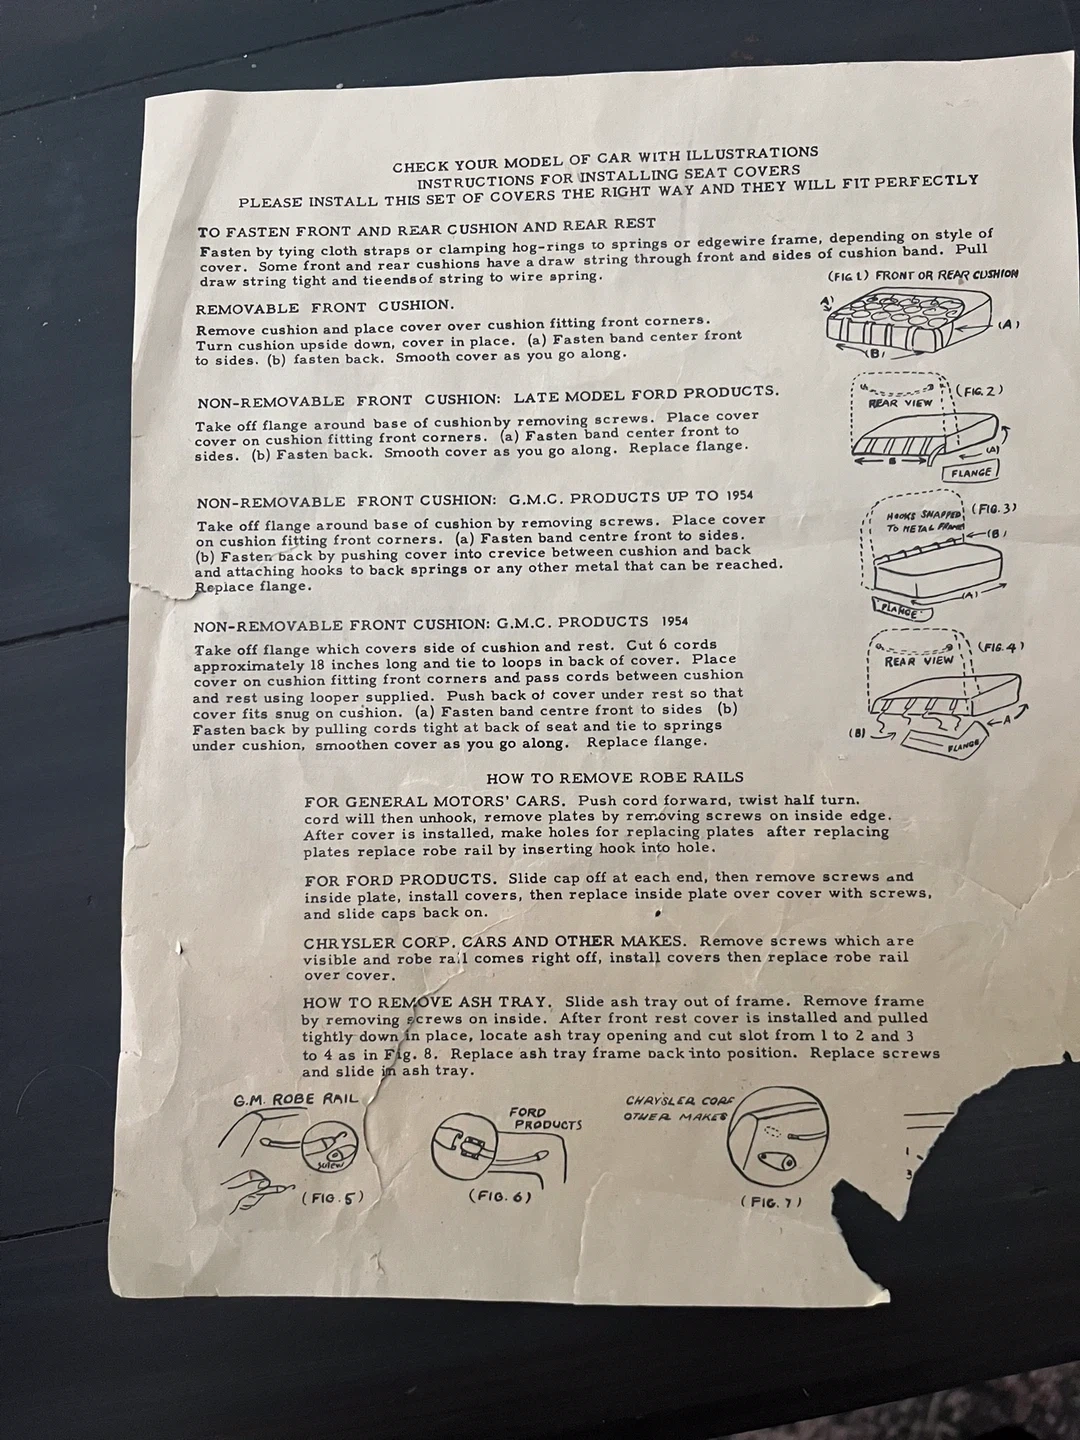 CHECK YOUR MODEL OF CAR WITH ILLUSTRATIONS
INSTRUCTIONS FOR INSTALLING SEAT COVERS
PLEASE INSTALL THIS SET OF COVERS THE RIGHT WAY AND THEY WILL FIT PERFECTLY
TO FASTEN FRONT AND REAR CUSHION AND REAR REST
Fasten by tying cloth straps or clamping hog-rings to springs or edgewire frame, depending on style of
cover. Some front and rear cushions have a draw string through front and sides of cushion band. Pull
draw string tight and tie ends of string to wire spring.
(FIG 1.) FRONT OR REAR CUSHION
A)
(A)
(B)
REMOVABLE FRONT CUSHION.
Remove cushion and place cover over cushion fitting front corners.
Turn cushion upside down, cover in place. (a) Fasten band center front
to sides. (b) fasten back. Smooth cover as you go along.
NON-REMOVABLE FRONT CUSHION: LATE MODEL FORD PRODUCTS.
Take off flange around base of cushion by removing screws. Place cover
cover on cushion fitting front corners. (a) Fasten band center front to
sides. (b) Fasten back. Smooth cover as you go along. Replace flange.
REAR VIEW
(FIG. 2)
(A)
B
FLANGE
NON-REMOVABLE FRONT CUSHION: G.M.C. PRODUCTS UP TO 1954
Take off flange around base of cushion by removing screws. Place cover
on cushion fitting front corners. (a) Fasten band centre front to sides.
(b) Fasten back by pushing cover into crevice between cushion and back
and attaching hooks to back springs or any other metal that can be reached.
Replace flange.
HOOKS SNAPPED
TO METAL FRAME
(FIG. 3)
(B)
(A)
FLANGE
NON-REMOVABLE FRONT CUSHION: G.M.C. PRODUCTS 1954
Take off flange which covers side of cushion and rest. Cut 6 cords
approximately 18 inches long and tie to loops in back of cover. Place
cover on cushion fitting front corners and pass cords between cushion
and rest using looper supplied. Push back of cover under rest so that
cover fits snug on cushion. (a) Fasten band centre front to sides (b)
Fasten back by pulling cords tight at back of seat and tie to springs
under cushion, smoothen cover as you go along. Replace flange.
REAR VIEW
(FIG. 4)
A
(B)
FLANGE
HOW TO REMOVE ROBE RAILS
FOR GENERAL MOTORS' CARS. Push cord forward, twist half turn.
cord will then unhook, remove plates by removing screws on inside edge.
After cover is installed, make holes for replacing plates after replacing
plates replace robe rail by inserting hook into hole.
FOR FORD PRODUCTS. Slide cap off at each end, then remove screws and
inside plate, install covers, then replace inside plate over cover with screws,
and slide caps back on.
CHRYSLER CORP. CARS AND OTHER MAKES. Remove screws which are
visible and robe rail comes right off, install covers then replace robe rail
over cover.
HOW TO REMOVE ASH TRAY. Slide ash tray out of frame. Remove frame
by removing screws on inside. After front rest cover is installed and pulled
tightly down in place, locate ash tray opening and cut slot from 1 to 2 and 3
to 4 as in Fig. 8. Replace ash tray frame back into position. Replace screws
and slide in ash tray.
G.M. ROBE RAIL
(FIG. 5)
FORD
PRODUCTS
(FIG. 6)
CHRYSLER CORP
OTHER MAKES
(FIG. 7)
1
3